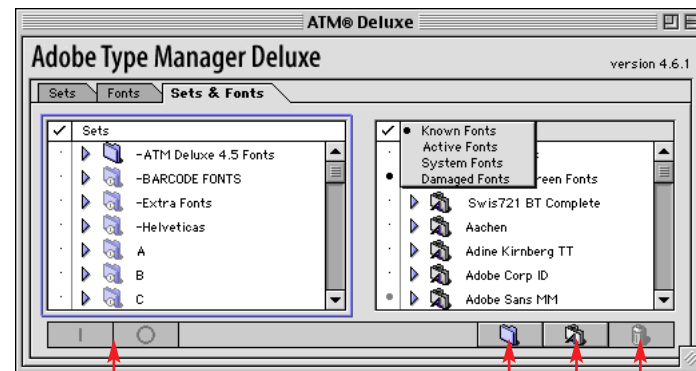 ATM® Deluxe
Adobe Type Manager Deluxe
version 4.6.1
Sets Fonts Sets & Fonts
Sets
-ATM Deluxe 4.5 Fonts
-BARCODE FONTS
-Extra Fonts
-Helveticas
A
B
C
Known Fonts
Active Fonts
System Fonts
Damaged Fonts
reen Fonts
Swis721 BT Complete
Aachen
Adine Kirnberg TT
Adobe Corp ID
Adobe Sans MM